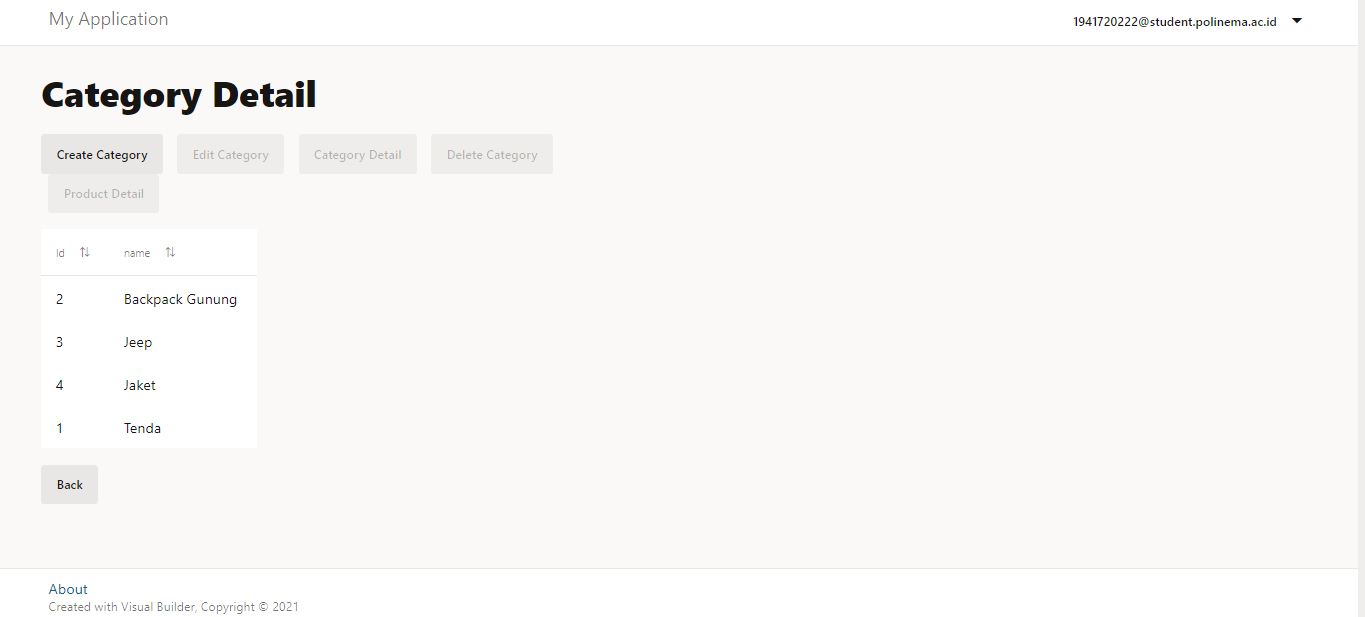 My Application
1941720222@student.polinema.ac.id
Category Detail
Create Category Edit Category Category Detail Delete Category
Product Detail
Id name
2 Backpack Gunung
3 Jeep
4 Jaket
1 Tenda
Back
About
Created with Visual Builder, Copyright © 2021